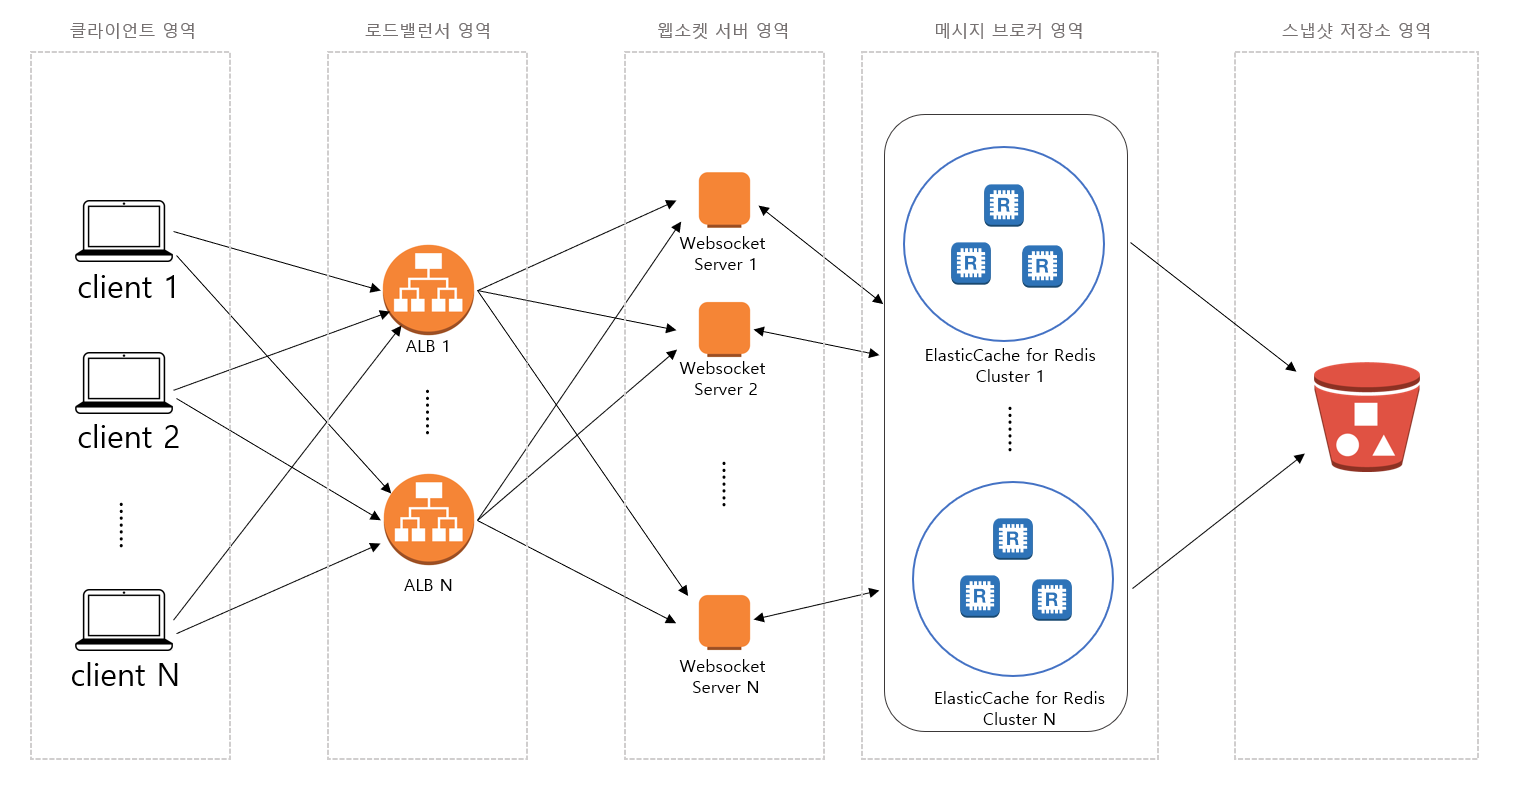 클라이언트 영역
로드밸런서 영역
웹소켓 서버 영역
메시지 브로커 영역
스냅샷 저장소 영역
client 1
client 2
client N
ALB 1
ALB N
Websocket
Server 1
Websocket
Server 2
Websocket
Server N
R
R
R
ElasticCache for Redis
Cluster 1
R
R
R
ElasticCache for Redis
Cluster N